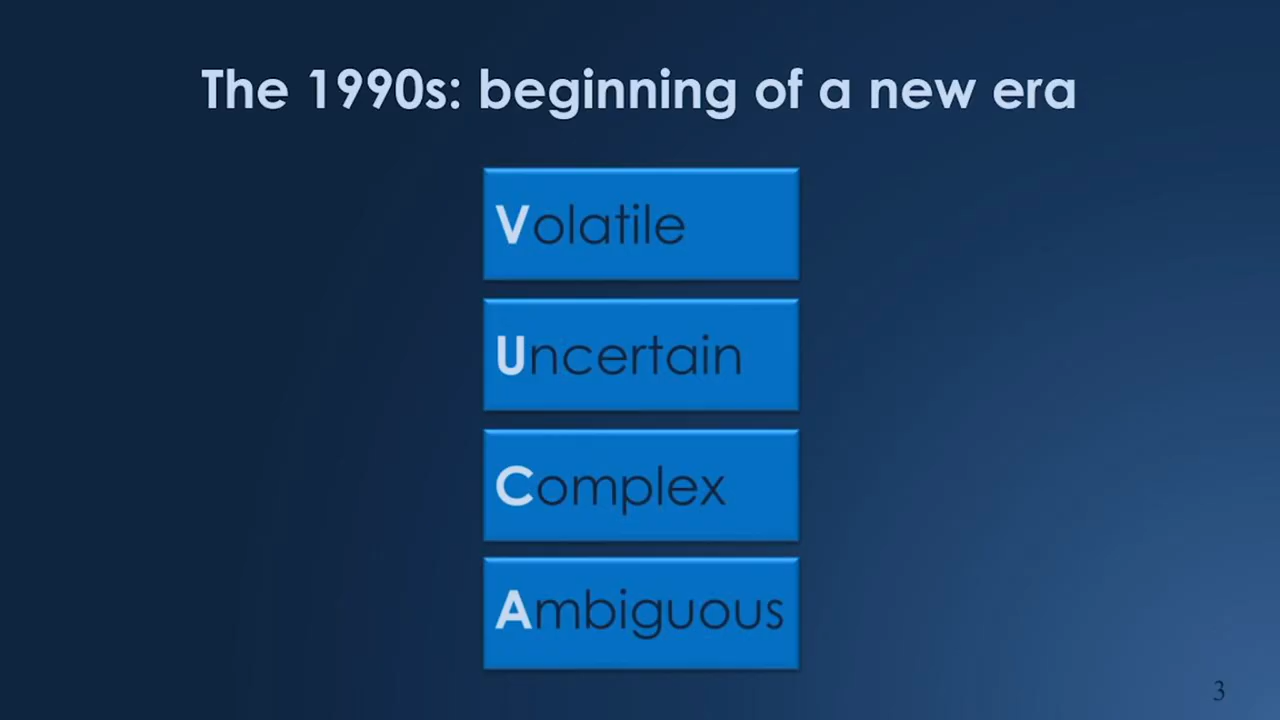 The 1990s: beginning of a new era
Volatile
Uncertain
Complex
Ambiguous
3